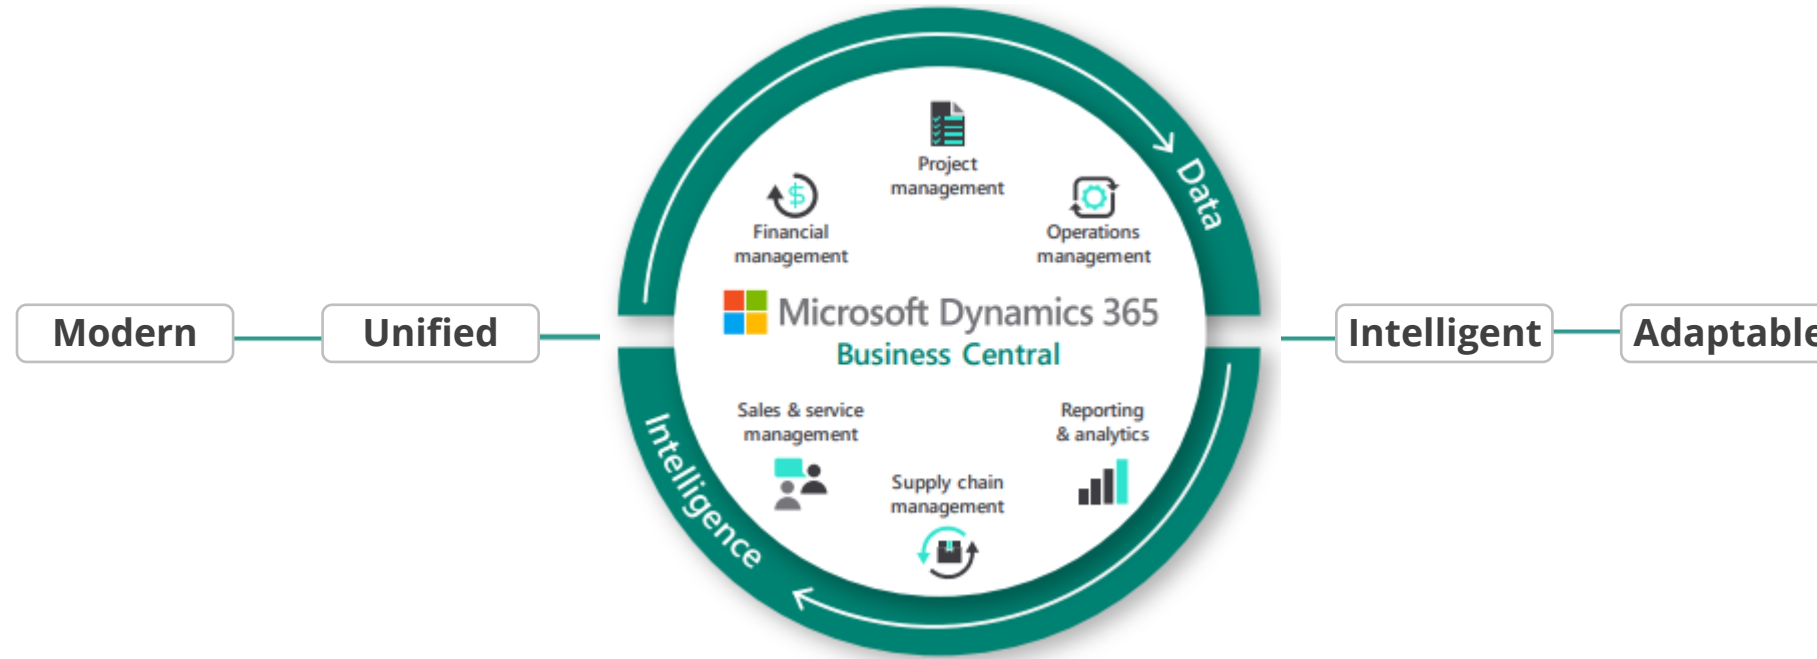 Project
management
Data
Financial
management
Operations
management
Microsoft Dynamics 365
Business Central
Modern
Unified
Intelligent
Adaptable
Sales & service
management
Reporting
& analytics
Intelligence
Supply chain
management